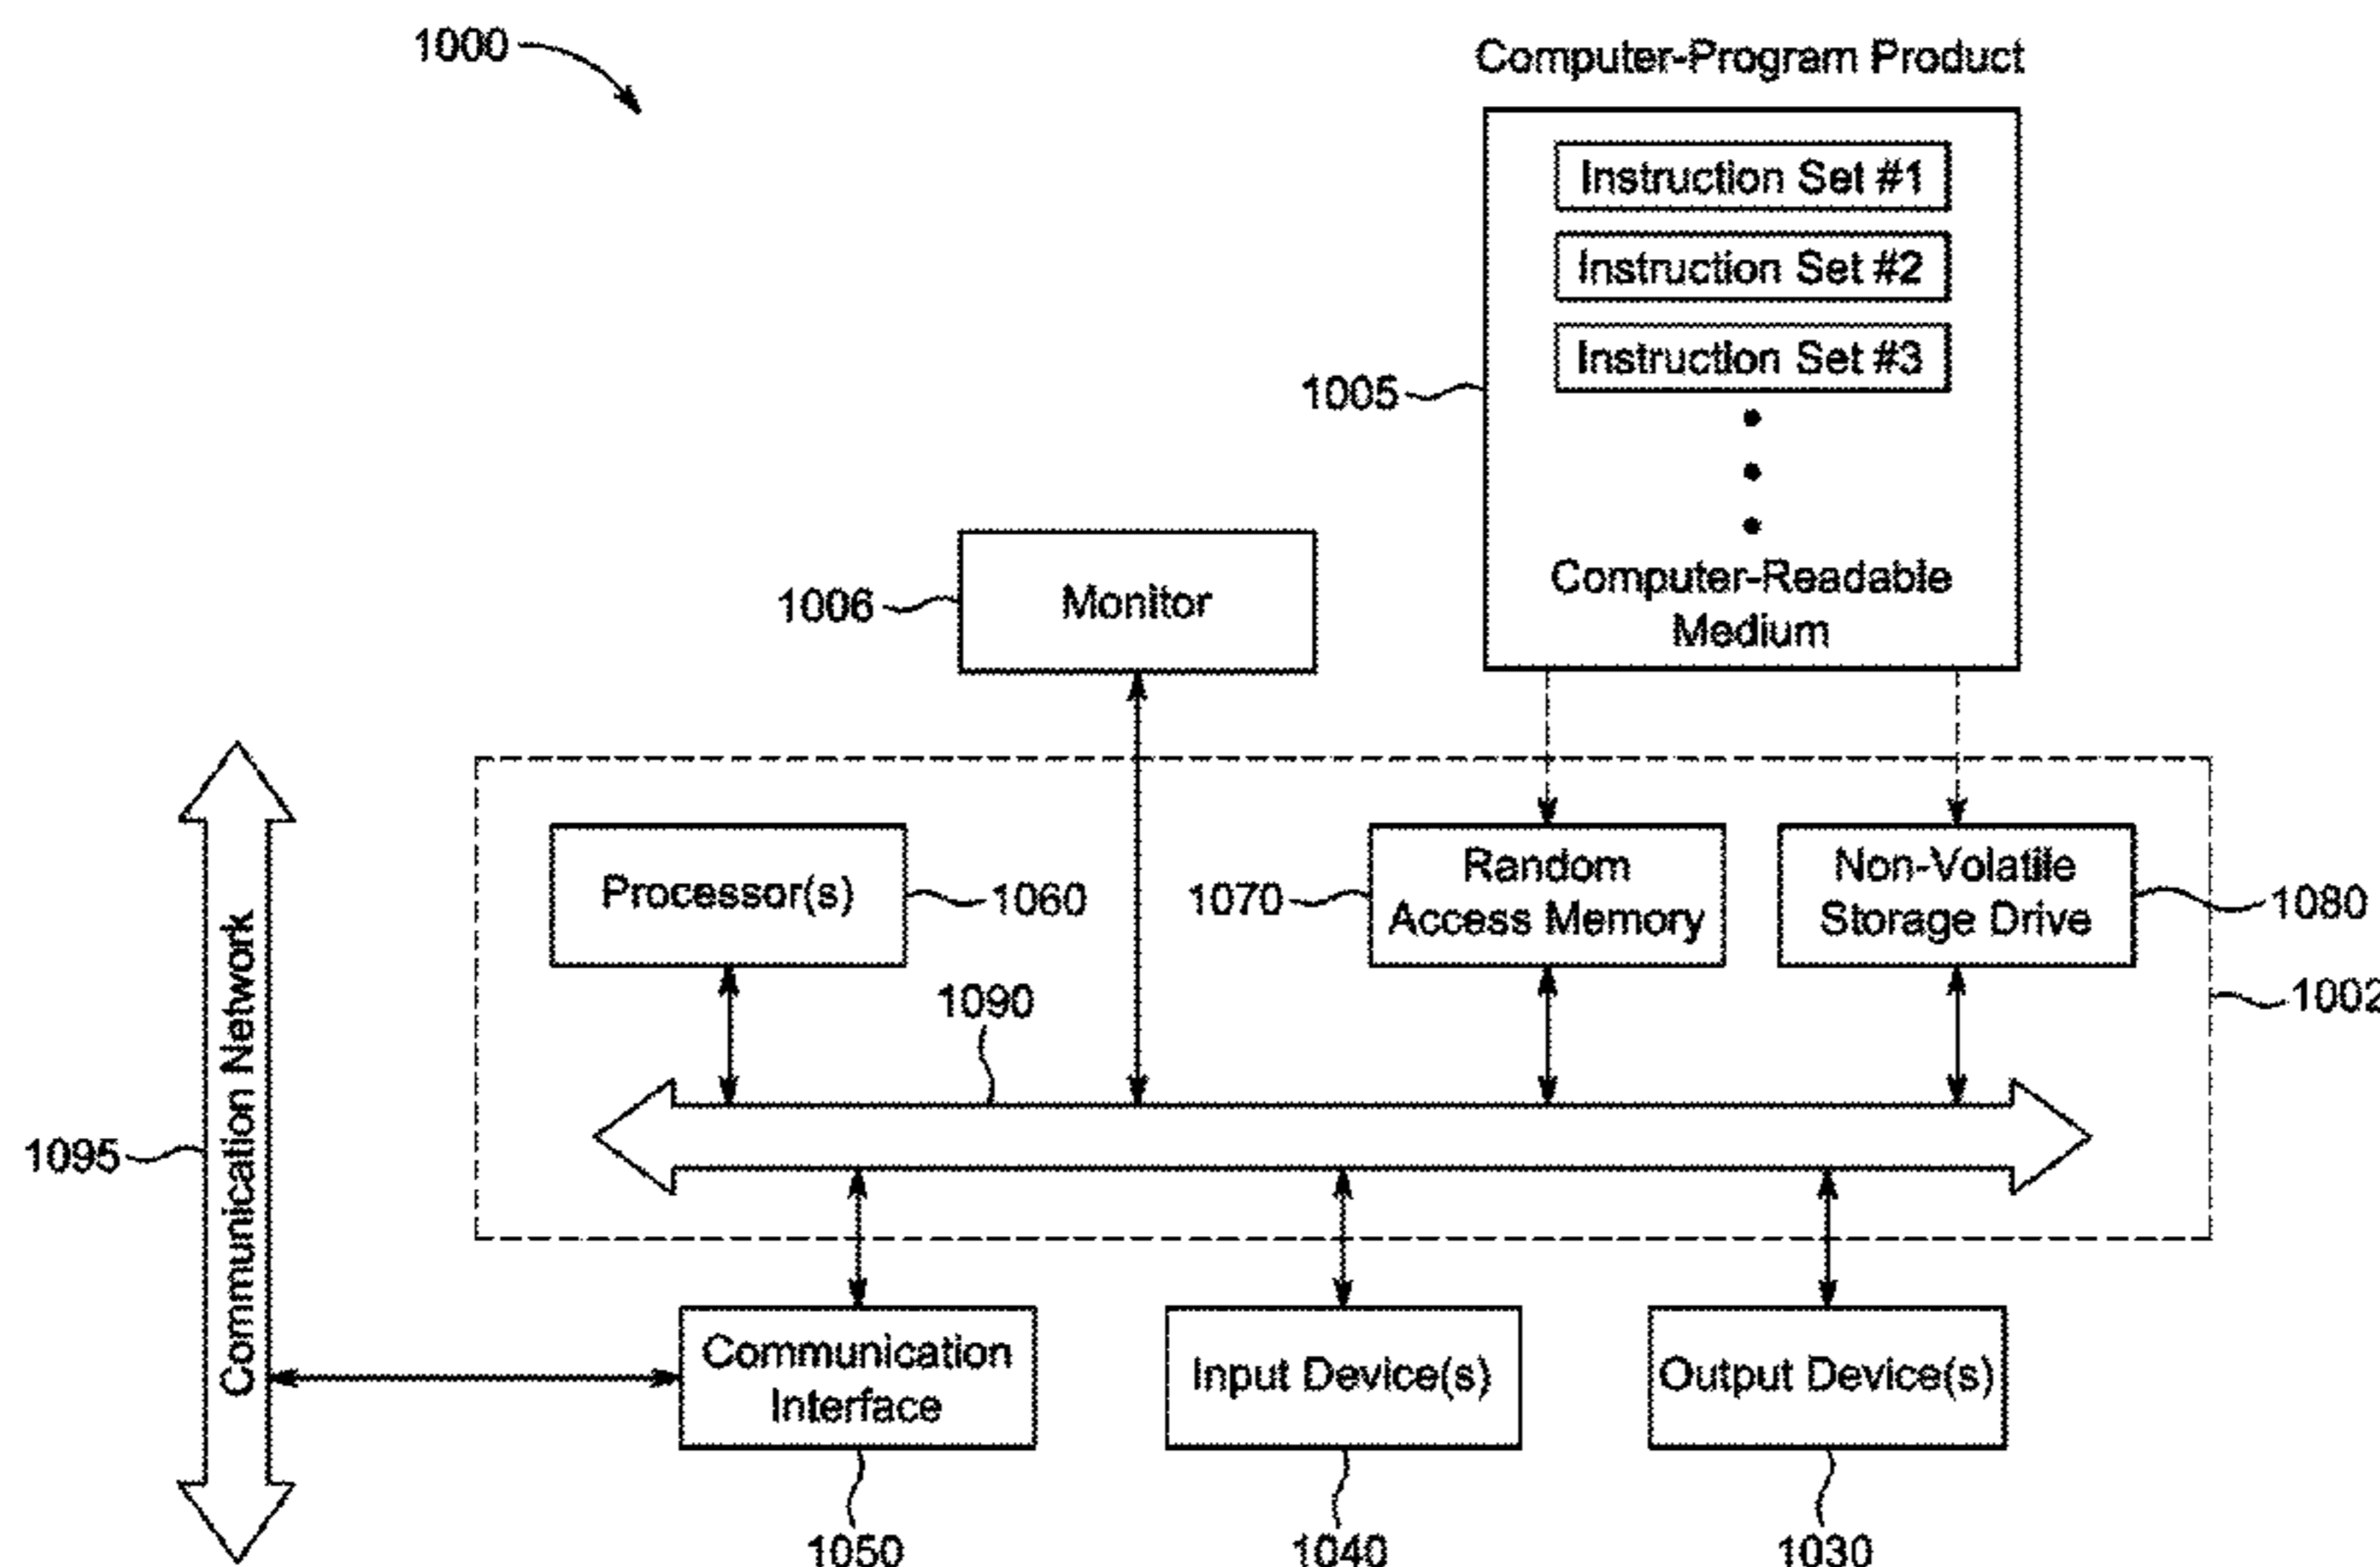 1000
Computer-Program Product
Instruction Set #1
Instruction Set #2
Instruction Set #3
1005
Computer-Readable
Medium
1006
Monitor
Processor(s)
1060
1070
Random
Access Memory
Non-Volatile
Storage Drive
1080
1002
1090
1095
Communication Network
Communication
Interface
Input Device(s)
Output Device(s)
1050
1040
1030